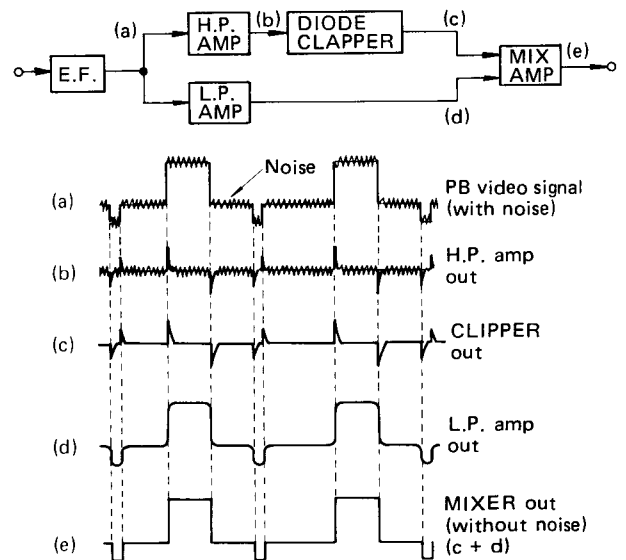 (a)
H.P.
AMP
(b)
DIODE
CLAPPER
(c)
E.F.
L.P.
AMP
(d)
MIX
AMP
(e)
Noise
(a)
PB video signal
(with noise)
(b)
H.P. amp
out
(c)
CLIPPER
out
(d)
L.P. amp
out
(e)
MIXER out
(without noise)
(c + d)